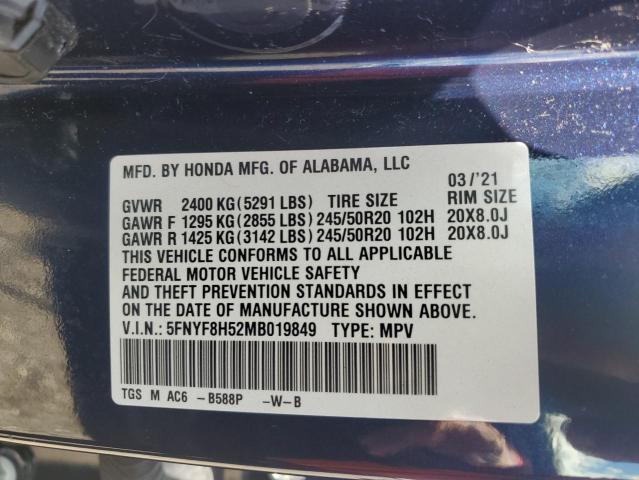 MFD. BY HONDA MFG. OF ALABAMA, LLC 03/'21
GVWR 2400 KG(5291 LBS) TIRE SIZE RIM SIZE
GAWR F 1295 KG(2855 LBS)245/50R20 102H 20X8.0J
GAWR R 1425 KG(3142 LBS)245/50R20 102H 20X8.0J
THIS VEHICLE CONFORMS TO ALL APPLICABLE
FEDERAL MOTOR VEHICLE SAFETY
AND THEFT PREVENTION STANDARDS IN EFFECT
ON THE DATE OF MANUFACTURE SHOWN ABOVE.
V.I.N.: 5FNYF8H52MB019849 TYPE: MPV
TGS M AC6 -B588P -W-B